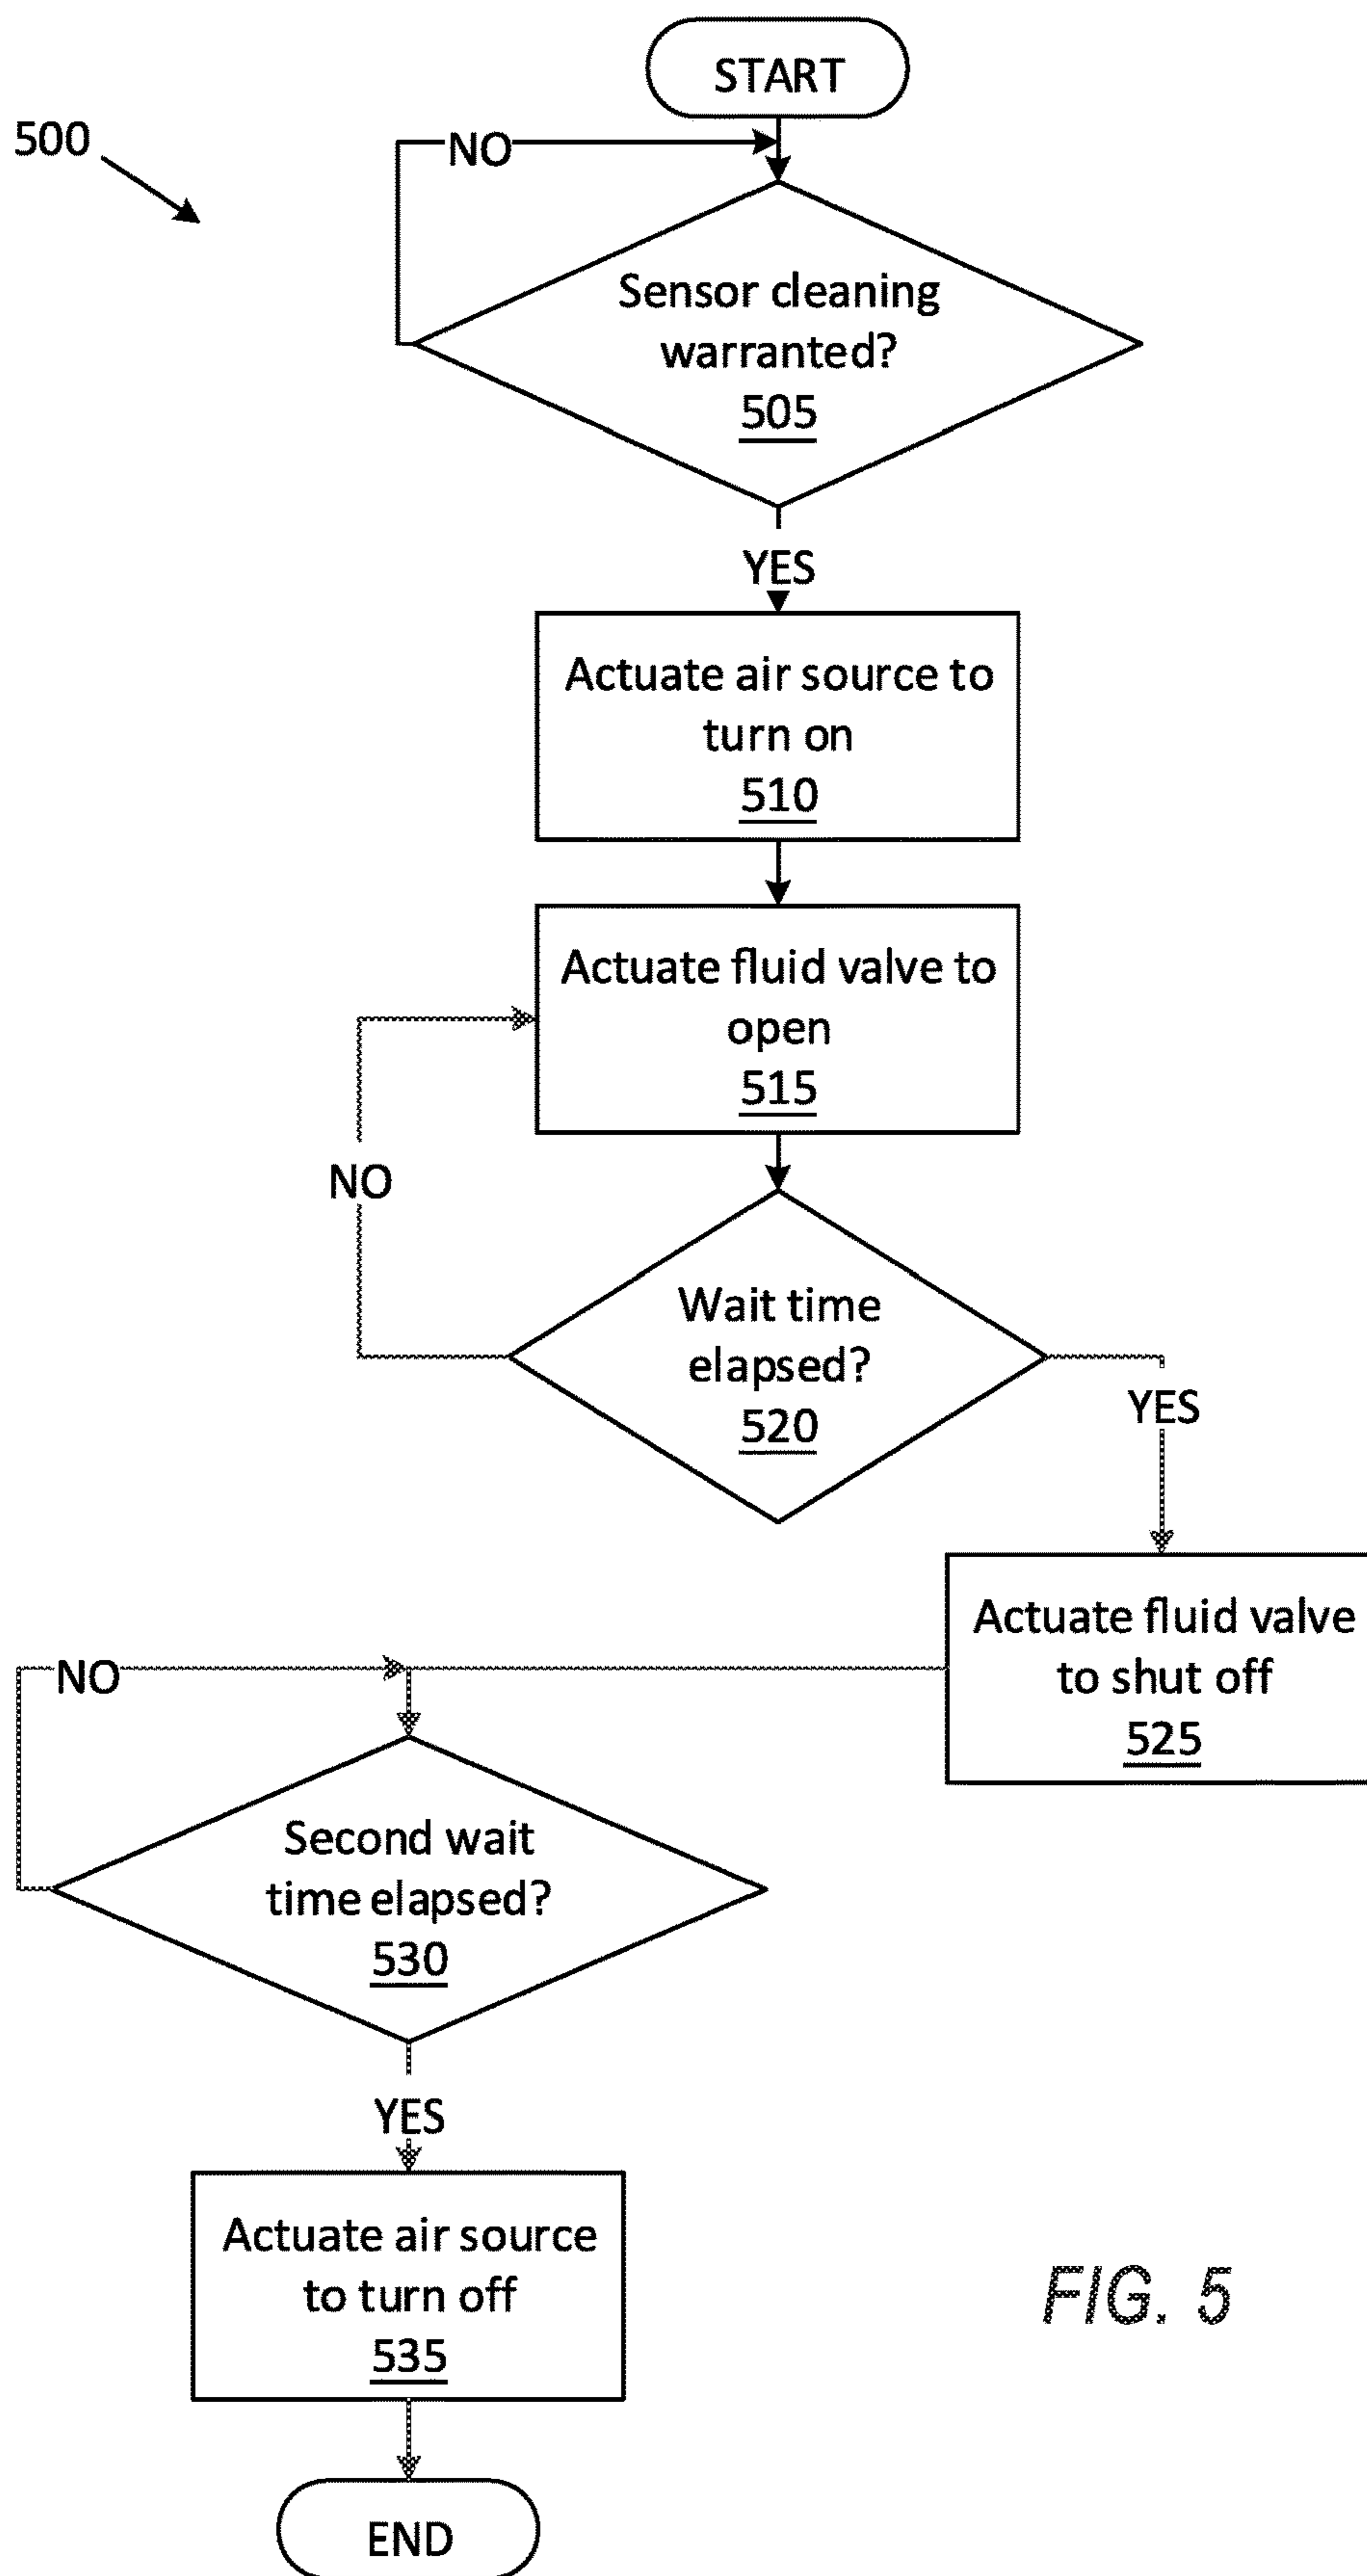 START
500
NO
Sensor cleaning
warranted?
505
YES
Actuate air source to
turn on
510
Actuate fluid valve to
open
515
NO
Wait time
elapsed?
520
YES
Actuate fluid valve
to shut off
525
NO
Second wait
time elapsed?
530
YES
Actuate air source
to turn off
535
FIG. 5
END